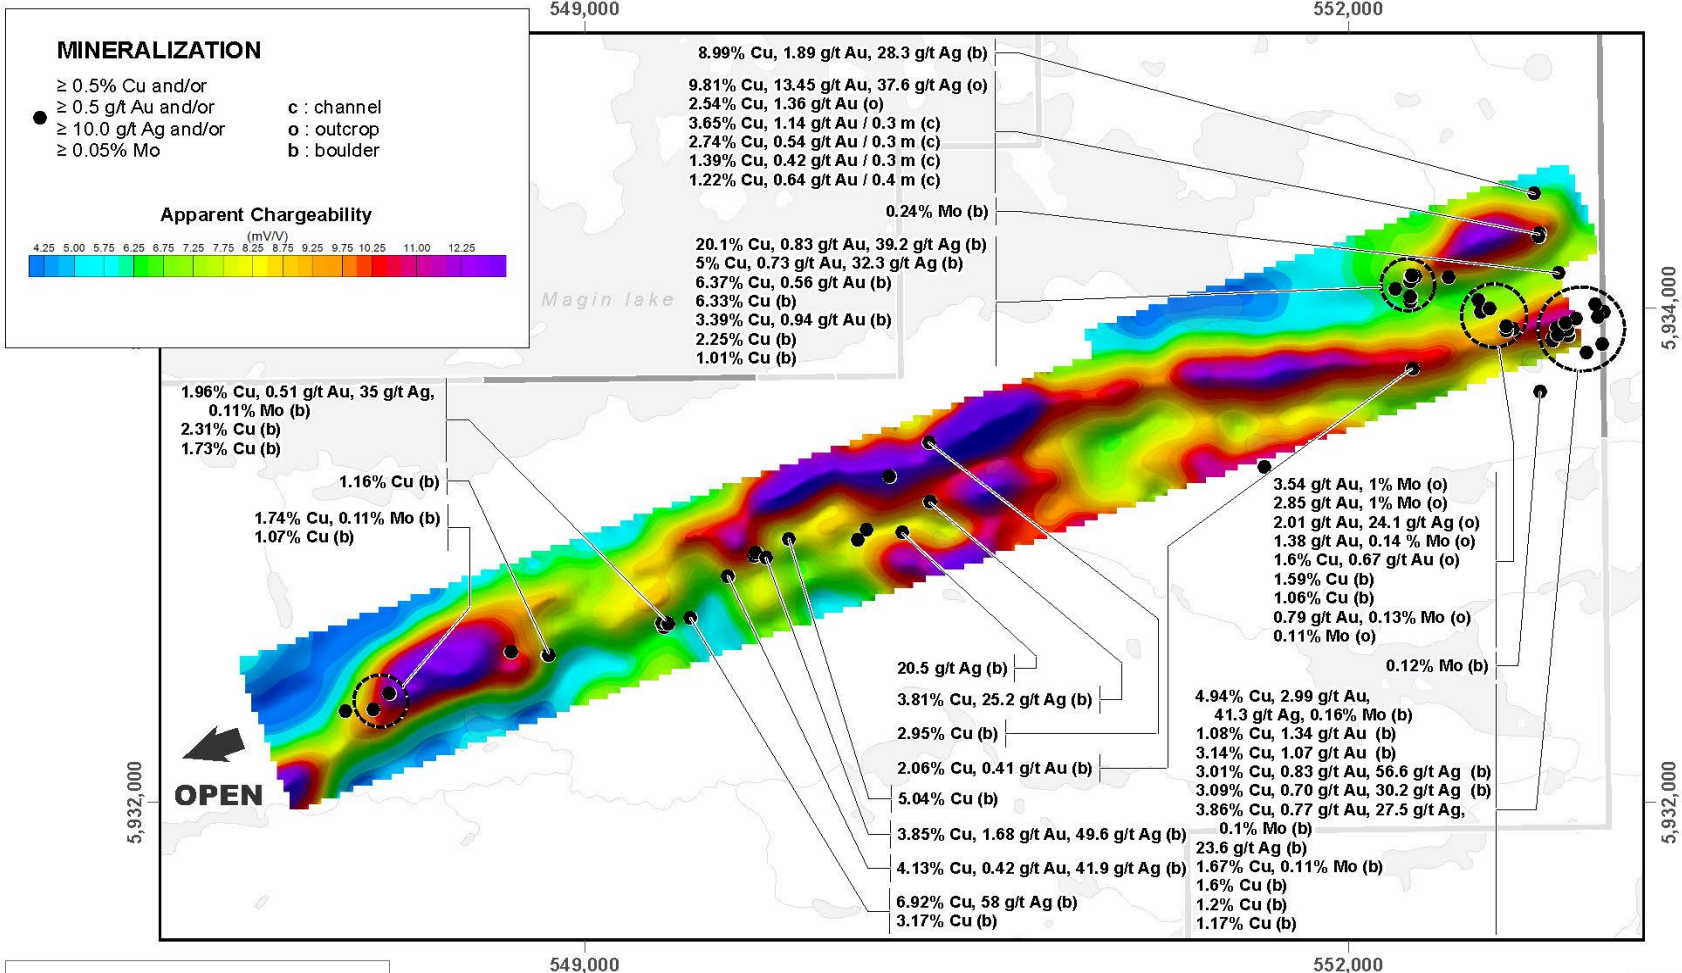 549,000
552,000
MINERALIZATION
≥ 0.5% Cu and/or
≥ 0.5 g/t Au and/or
≥ 10.0 g/t Ag and/or
≥ 0.05% Mo
c : channel
o : outcrop
b : boulder
Apparent Chargeability
(mV/V)
4.25 5.00 5.75 6.25 6.75 7.25 7.75 8.25 8.75 9.25 9.75 10.25 11.00 12.25
8.99% Cu, 1.89 g/t Au, 28.3 g/t Ag (b)
9.81% Cu, 13.45 g/t Au, 37.6 g/t Ag (o)
2.54% Cu, 1.36 g/t Au (o)
3.65% Cu, 1.14 g/t Au / 0.3 m (c)
2.74% Cu, 0.54 g/t Au / 0.3 m (c)
1.39% Cu, 0.42 g/t Au / 0.3 m (c)
1.22% Cu, 0.64 g/t Au / 0.4 m (c)
0.24% Mo (b)
20.1% Cu, 0.83 g/t Au, 39.2 g/t Ag (b)
5% Cu, 0.73 g/t Au, 32.3 g/t Ag (b)
6.37% Cu, 0.56 g/t Au (b)
6.33% Cu (b)
3.39% Cu, 0.94 g/t Au (b)
2.25% Cu (b)
1.01% Cu (b)
Magin lake
5,934,000
1.96% Cu, 0.51 g/t Au, 35 g/t Ag,
0.11% Mo (b)
2.31% Cu (b)
1.73% Cu (b)
1.16% Cu (b)
1.74% Cu, 0.11% Mo (b)
1.07% Cu (b)
3.54 g/t Au, 1% Mo (o)
2.85 g/t Au, 1% Mo (o)
2.01 g/t Au, 24.1 g/t Ag (o)
1.38 g/t Au, 0.14 % Mo (o)
1.6% Cu, 0.67 g/t Au (o)
1.59% Cu (b)
1.06% Cu (b)
0.79 g/t Au, 0.13% Mo (o)
0.11% Mo (o)
0.12% Mo (b)
20.5 g/t Ag (b)
3.81% Cu, 25.2 g/t Ag (b)
2.95% Cu (b)
2.06% Cu, 0.41 g/t Au (b)
5.04% Cu (b)
3.85% Cu, 1.68 g/t Au, 49.6 g/t Ag (b)
4.13% Cu, 0.42 g/t Au, 41.9 g/t Ag (b)
6.92% Cu, 58 g/t Ag (b)
3.17% Cu (b)
4.94% Cu, 2.99 g/t Au,
41.3 g/t Ag, 0.16% Mo (b)
1.08% Cu, 1.34 g/t Au (b)
3.14% Cu, 1.07 g/t Au (b)
3.01% Cu, 0.83 g/t Au, 56.6 g/t Ag (b)
3.09% Cu, 0.70 g/t Au, 30.2 g/t Ag (b)
3.86% Cu, 0.77 g/t Au, 27.5 g/t Ag,
0.1% Mo (b)
23.6 g/t Ag (b)
1.67% Cu, 0.11% Mo (b)
1.6% Cu (b)
1.2% Cu (b)
1.17% Cu (b)
OPEN
5,932,000
5,932,000
549,000
552,000